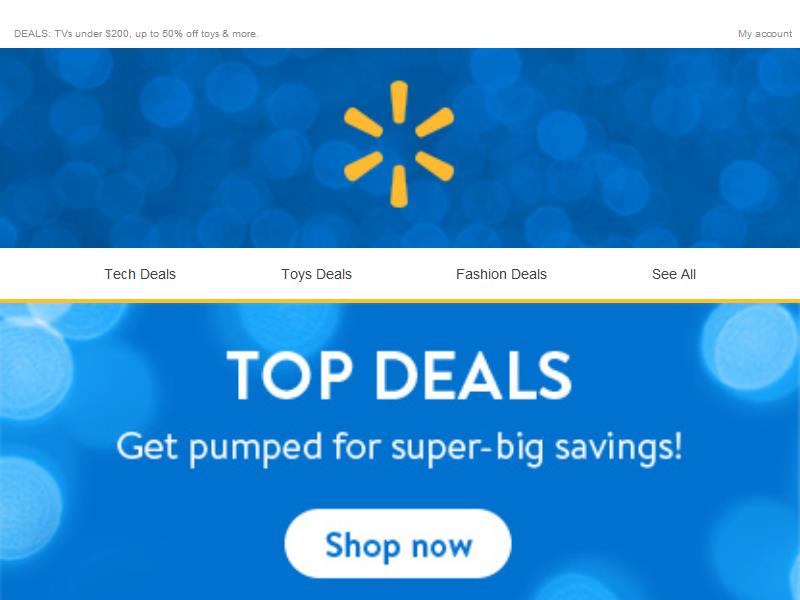 DEALS: TVs under $200, up to 50% off toys & more.
My account
Tech Deals
Toys Deals
Fashion Deals
See All
TOP DEALS
Get pumped for super-big savings!
Shop now